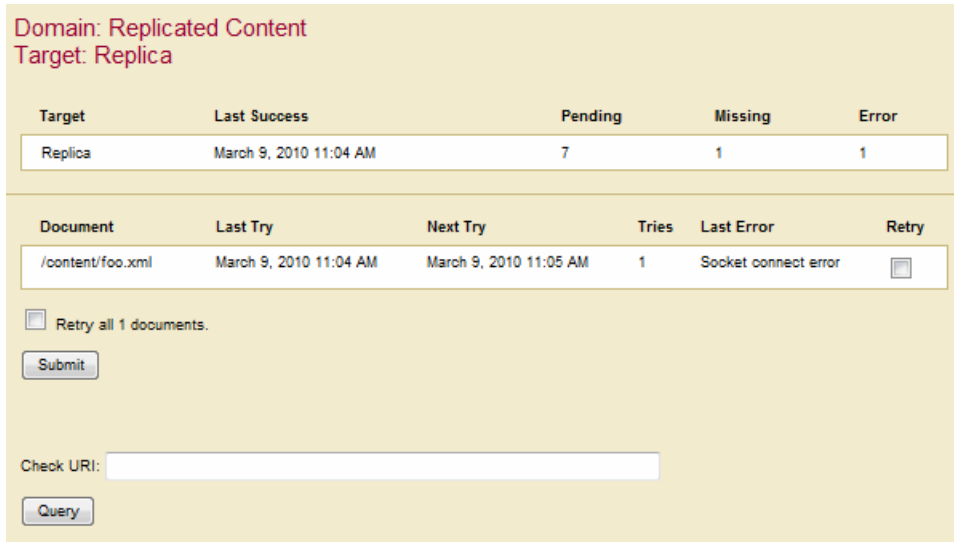 Domain: Replicated Content
Target: Replica
Target Last Success Pending Missing Error
Replica March 9, 2010 11:04 AM 7 1 1
Document Last Try Next Try Tries Last Error Retry
/content/foo.xml March 9, 2010 11:04 AM March 9, 2010 11:05 AM 1 Socket connect error
Retry all 1 documents.
Submit
Check URI:
Query